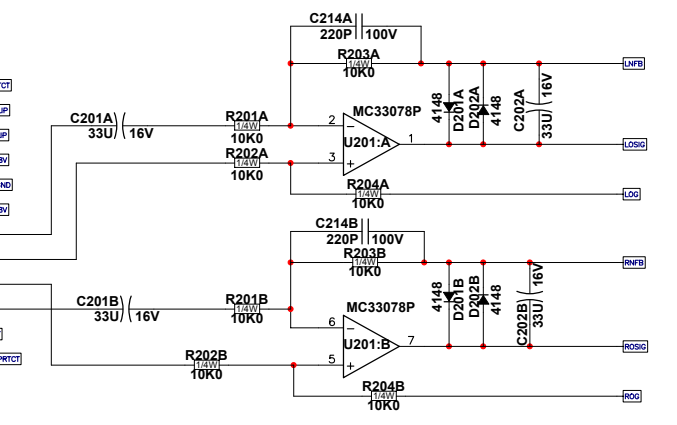 C214A
220P 100V
R203A
1/4W
10K0
LNFB
C201A
33U 16V
R201A
1/4W
10K0
R202A
1/4W
10K0
MC33078P
2
3
1
U201:A
4148
D201A
D202A
4148
C202A
33U 16V
LOSIG
R204A
1/4W
10K0
LOG
C214B
220P 100V
R203B
1/4W
10K0
RNFB
C201B
33U 16V
R201B
1/4W
10K0
R202B
1/4W
10K0
MC33078P
6
5
7
U201:B
4148
D201B
D202B
4148
C202B
33U 16V
ROSIG
R204B
1/4W
10K0
ROG
PRTCT